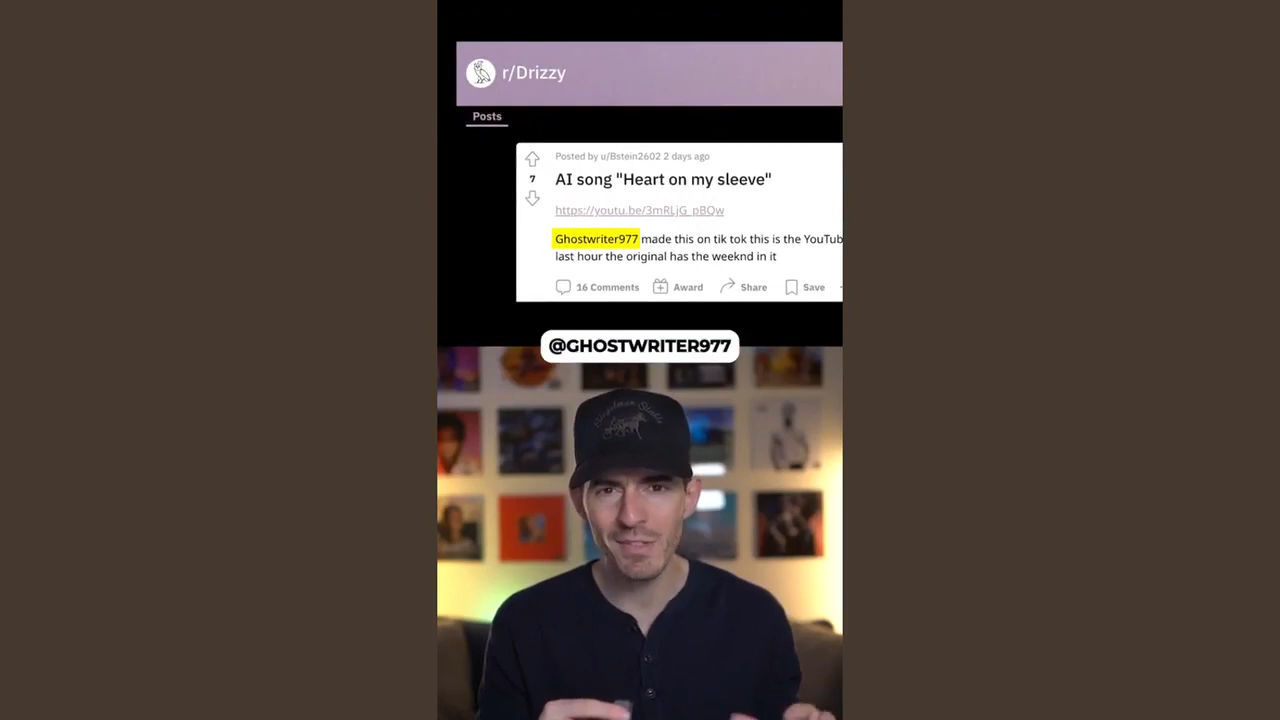 r/Drizzy
Posts
Posted by u/Bstein2602 2 days ago
7
AI song "Heart on my sleeve"
https://youtu.be/3mRLjG_pBQw
Ghostwriter977 made this on tik tok this is the YouTub
last hour the original has the weeknd in it
16 Comments
Award
Share
Save
@GHOSTWRITER977